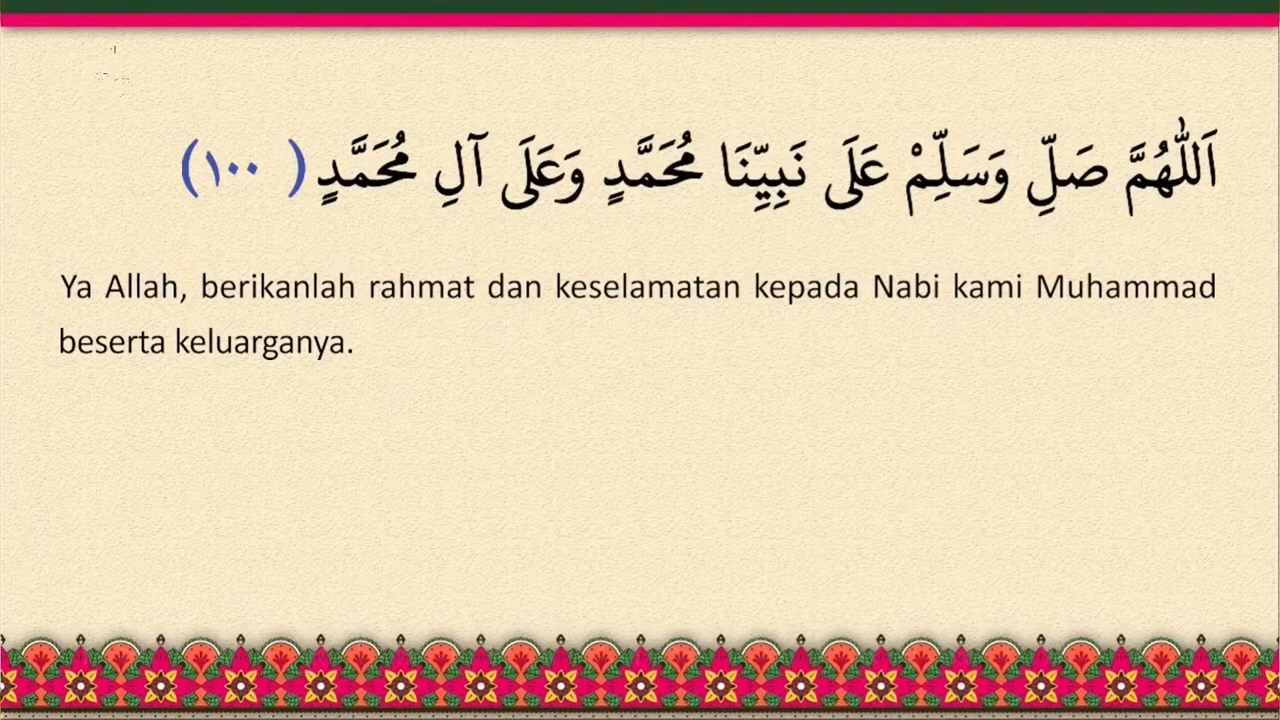 اَللّٰهُمَّ صَلِّ وَسَلِّمْ عَلَى نَبِيِّنَا مُحَمَّدٍ وَعَلَى آلِ مُحَمَّدٍ ( ١٠٠ )
Ya Allah, berikanlah rahmat dan keselamatan kepada Nabi kami Muhammad
beserta keluarganya.